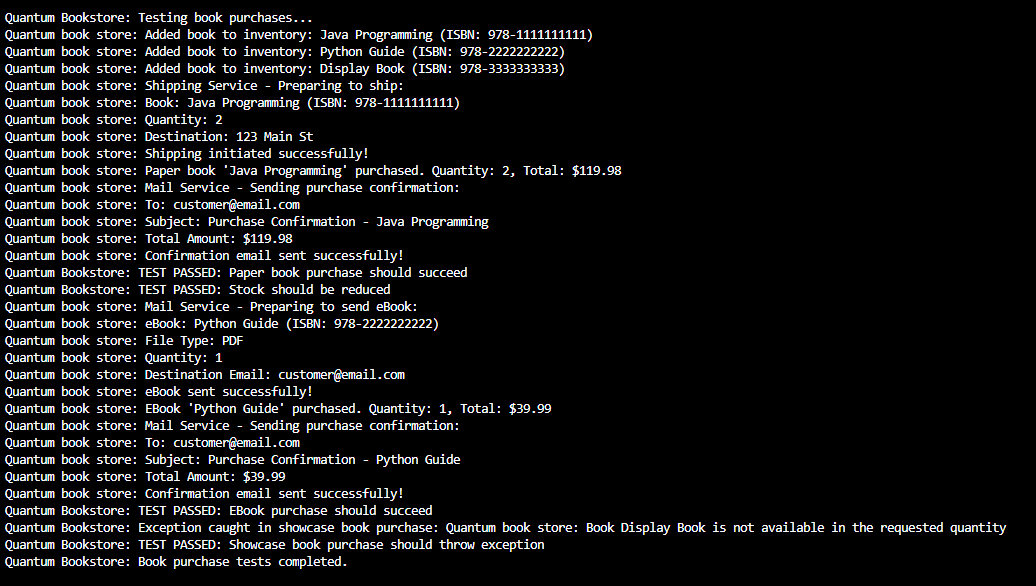 Quantum Bookstore: Testing book purchases...
Quantum book store: Added book to inventory: Java Programming (ISBN: 978-1111111111)
Quantum book store: Added book to inventory: Python Guide (ISBN: 978-2222222222)
Quantum book store: Added book to inventory: Display Book (ISBN: 978-3333333333)
Quantum book store: Shipping Service - Preparing to ship:
Quantum book store: Book: Java Programming (ISBN: 978-1111111111)
Quantum book store: Quantity: 2
Quantum book store: Destination: 123 Main St
Quantum book store: Shipping initiated successfully!
Quantum book store: Paper book 'Java Programming' purchased. Quantity: 2, Total: $119.98
Quantum book store: Mail Service - Sending purchase confirmation:
Quantum book store: To: customer@email.com
Quantum book store: Subject: Purchase Confirmation - Java Programming
Quantum book store: Total Amount: $119.98
Quantum book store: Confirmation email sent successfully!
Quantum Bookstore: TEST PASSED: Paper book purchase should succeed
Quantum Bookstore: TEST PASSED: Stock should be reduced
Quantum book store: Mail Service - Preparing to send eBook:
Quantum book store: eBook: Python Guide (ISBN: 978-2222222222)
Quantum book store: File Type: PDF
Quantum book store: Quantity: 1
Quantum book store: Destination Email: customer@email.com
Quantum book store: eBook sent successfully!
Quantum book store: EBook 'Python Guide' purchased. Quantity: 1, Total: $39.99
Quantum book store: Mail Service - Sending purchase confirmation:
Quantum book store: To: customer@email.com
Quantum book store: Subject: Purchase Confirmation - Python Guide
Quantum book store: Total Amount: $39.99
Quantum book store: Confirmation email sent successfully!
Quantum Bookstore: TEST PASSED: EBook purchase should succeed
Quantum Bookstore: Exception caught in showcase book purchase: Quantum book store: Book Display Book is not available in the requested quantity
Quantum Bookstore: TEST PASSED: Showcase book purchase should throw exception
Quantum Bookstore: Book purchase tests completed.